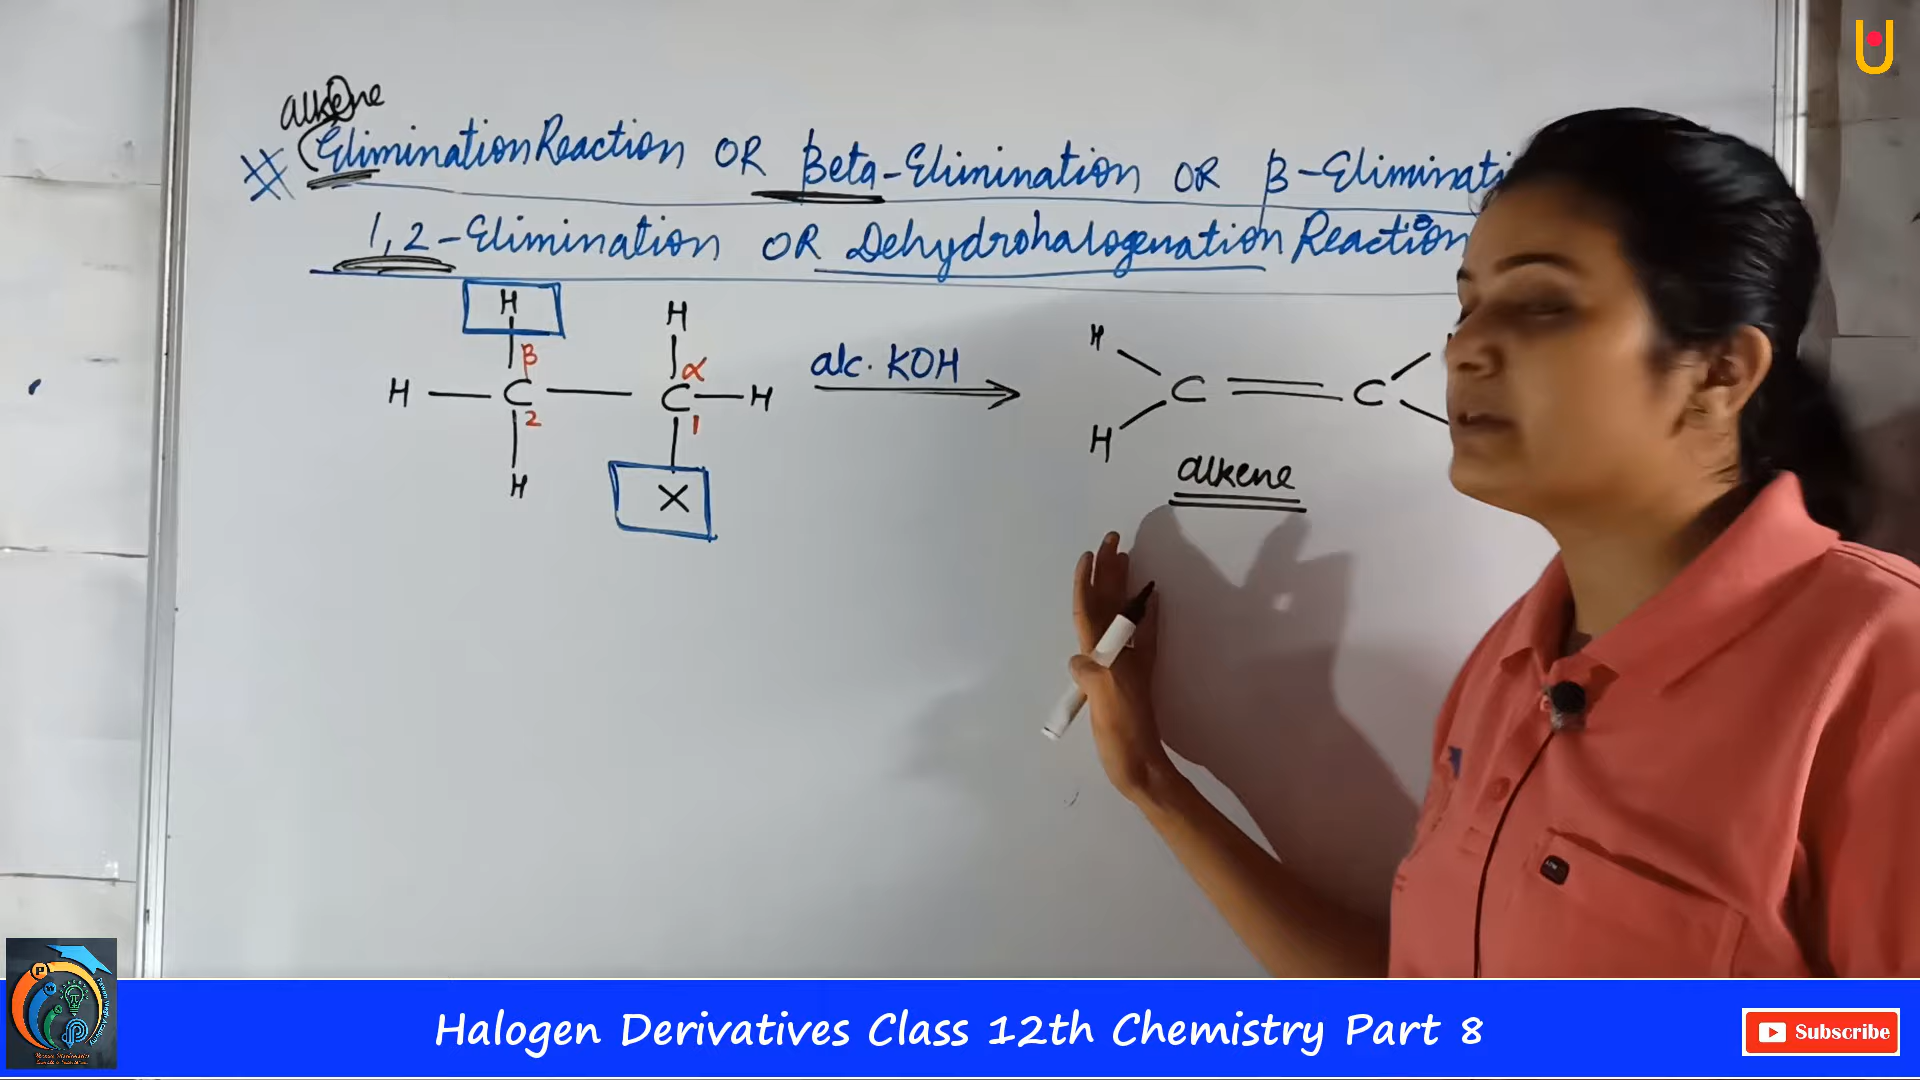 alkene
Elimination Reaction OR Beta-Elimination OR β-Eliminati
1,2-Elimination OR Dehydrohalogenation Reaction
H H
β α
H C C H
2 1
H X
alc. KOH
H
C C
H
alkene
Halogen Derivatives Class 12th Chemistry Part 8
Subscribe